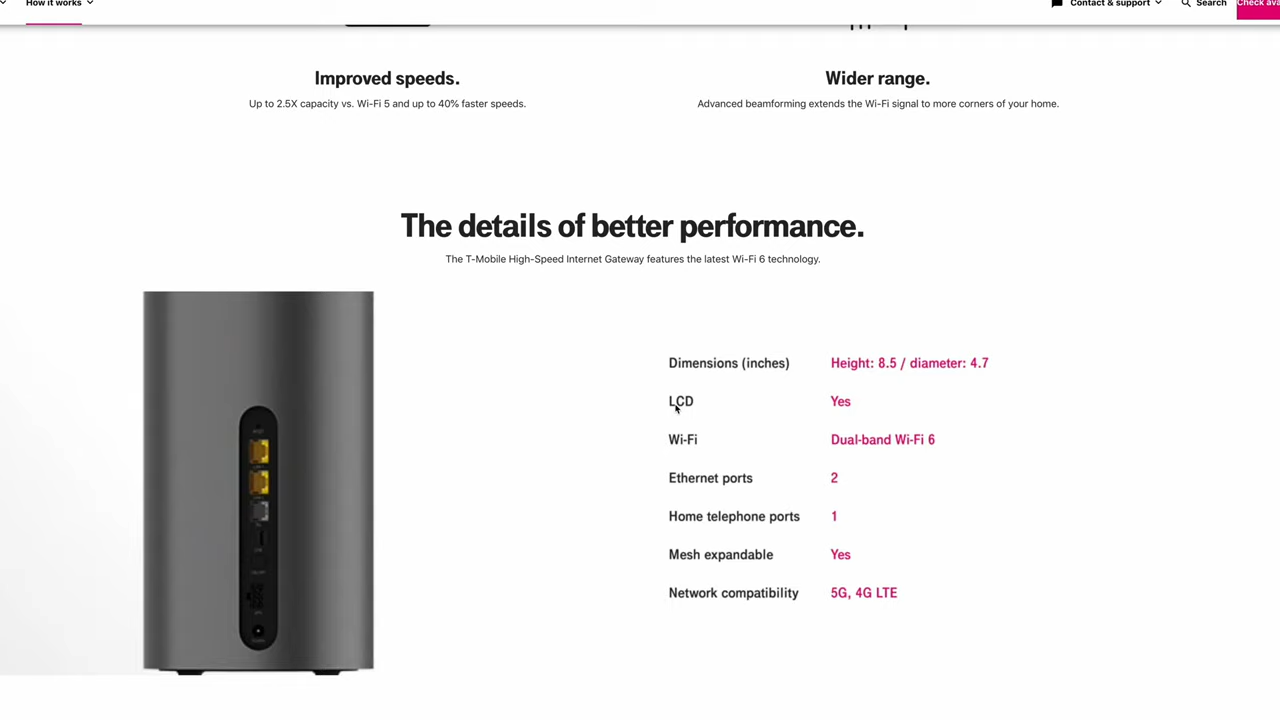 How it works
Contact & support
Search
Check ava
Improved speeds.
Wider range.
Up to 2.5X capacity vs. Wi-Fi 5 and up to 40% faster speeds.
Advanced beamforming extends the Wi-Fi signal to more corners of your home.
The details of better performance.
The T-Mobile High-Speed Internet Gateway features the latest Wi-Fi 6 technology.
Dimensions (inches) Height: 8.5 / diameter: 4.7
LCD Yes
Wi-Fi Dual-band Wi-Fi 6
Ethernet ports 2
Home telephone ports 1
Mesh expandable Yes
Network compatibility 5G, 4G LTE